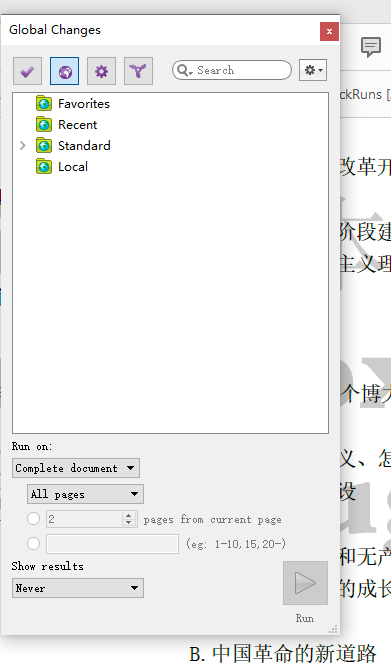 Global Changes
x
Search
ckRuns [
Favorites
Recent
Standard
Local
改革开
阶段建
主义理
个博大
义、怎
设
和无产
的成长
Run on:
Complete document
All pages
2 pages from current page
(eg: 1-10,15,20-)
Show results
Never
Run
B. 中国革命的新道路